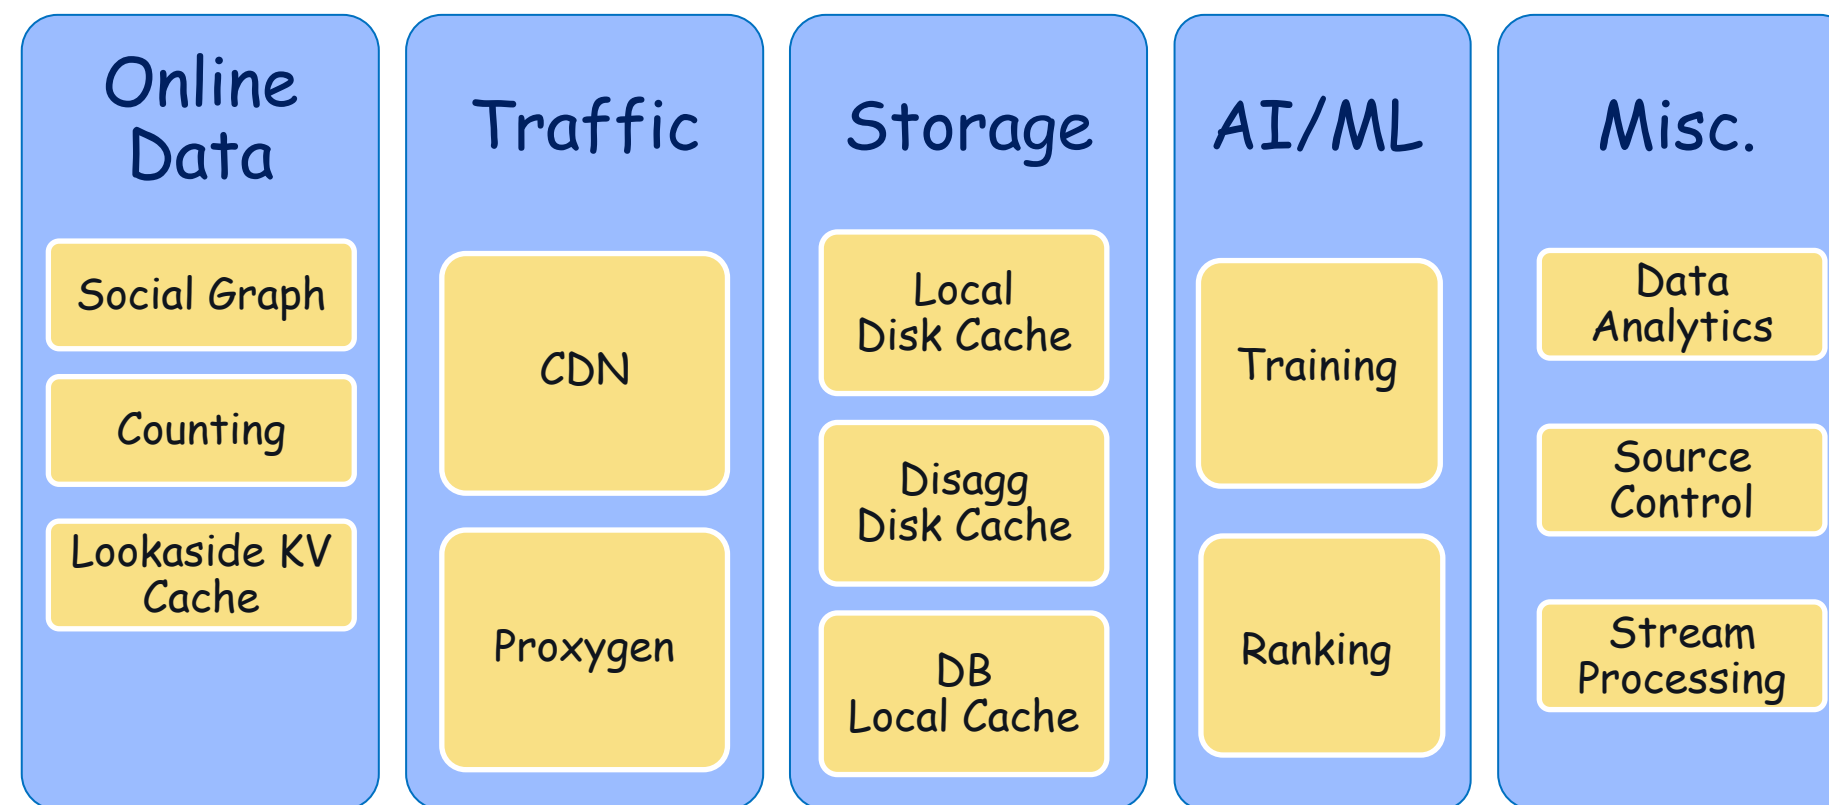 Online
Data
Social Graph
Counting
Lookaside KV
Cache
Traffic
CDN
Proxygen
Storage
Local
Disk Cache
Disagg
Disk Cache
DB
Local Cache
AI/ML
Training
Ranking
Misc.
Data
Analytics
Source
Control
Stream
Processing